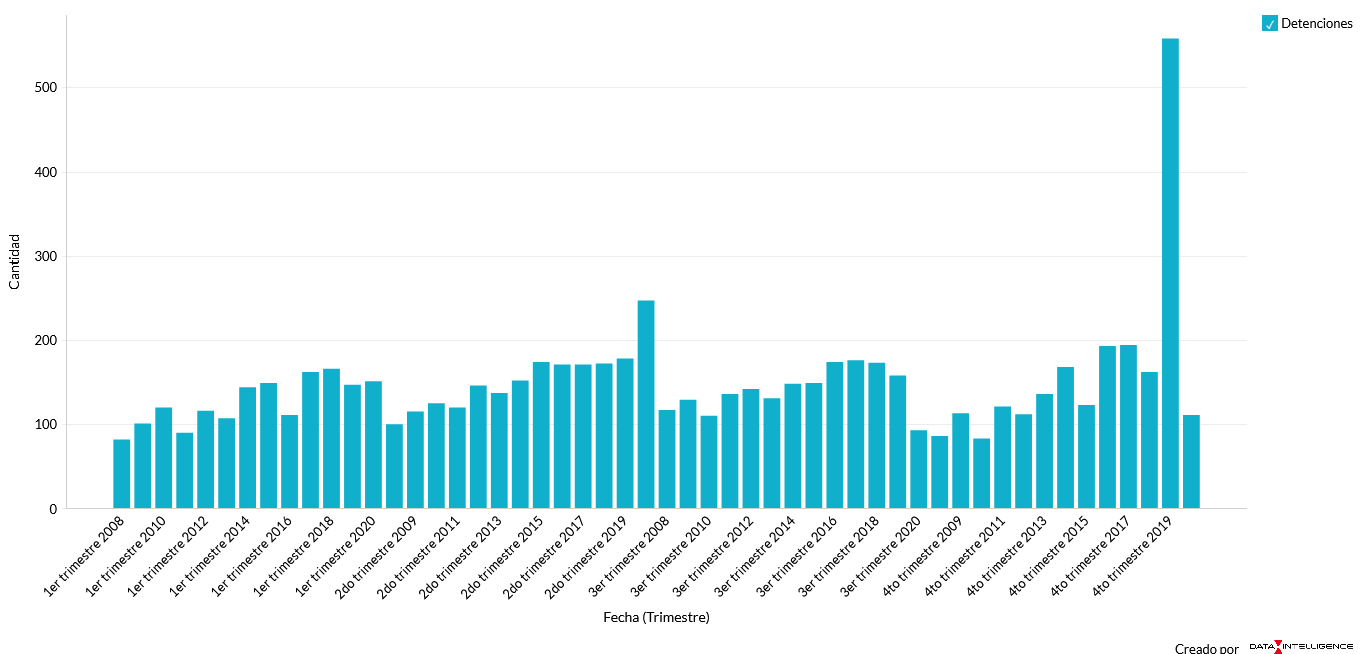 Detenciones
Cantidad
500
400
300
200
100
0
1er trimestre 2008
1er trimestre 2010
1er trimestre 2012
1er trimestre 2014
1er trimestre 2016
1er trimestre 2018
1er trimestre 2020
2do trimestre 2009
2do trimestre 2011
2do trimestre 2013
2do trimestre 2015
2do trimestre 2017
2do trimestre 2019
3er trimestre 2008
3er trimestre 2010
3er trimestre 2012
3er trimestre 2014
3er trimestre 2016
3er trimestre 2018
3er trimestre 2020
4to trimestre 2009
4to trimestre 2011
4to trimestre 2013
4to trimestre 2015
4to trimestre 2017
4to trimestre 2019
Fecha (Trimestre)
Creado por DATA INTELLIGENCE